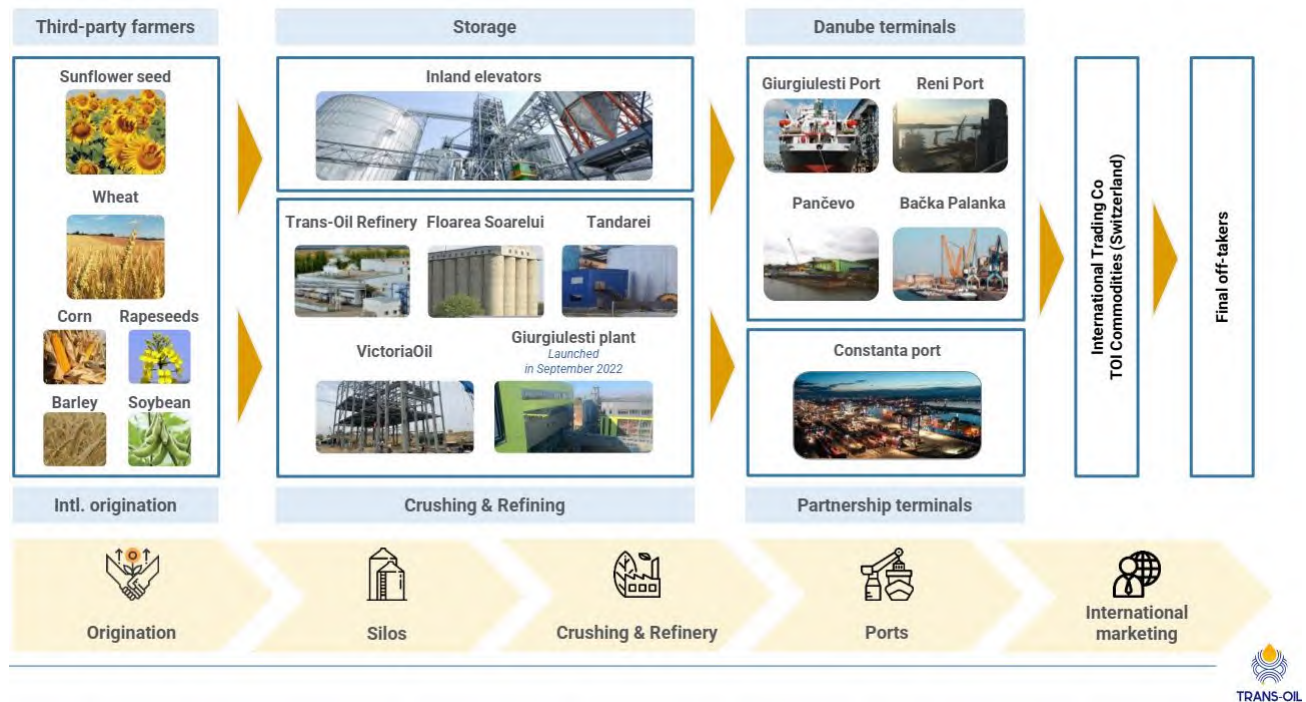 Third-party farmers
Storage
Danube terminals
Sunflower seed
Wheat
Corn
Rapeseeds
Barley
Soybean
Inland elevators
Trans-Oil Refinery
Floarea Soarelui
Tandarei
VictoriaOil
Giurgiulesti plant
Launched
in September 2022
Giurgiulesti Port
Reni Port
Pančevo
Bačka Palanka
Constanta port
International Trading Co
TOI Commodities (Switzerland)
Final off-takers
Intl. origination
Crushing & Refining
Partnership terminals
Origination
Silos
Crushing & Refinery
Ports
International
marketing
TRANS-OIL